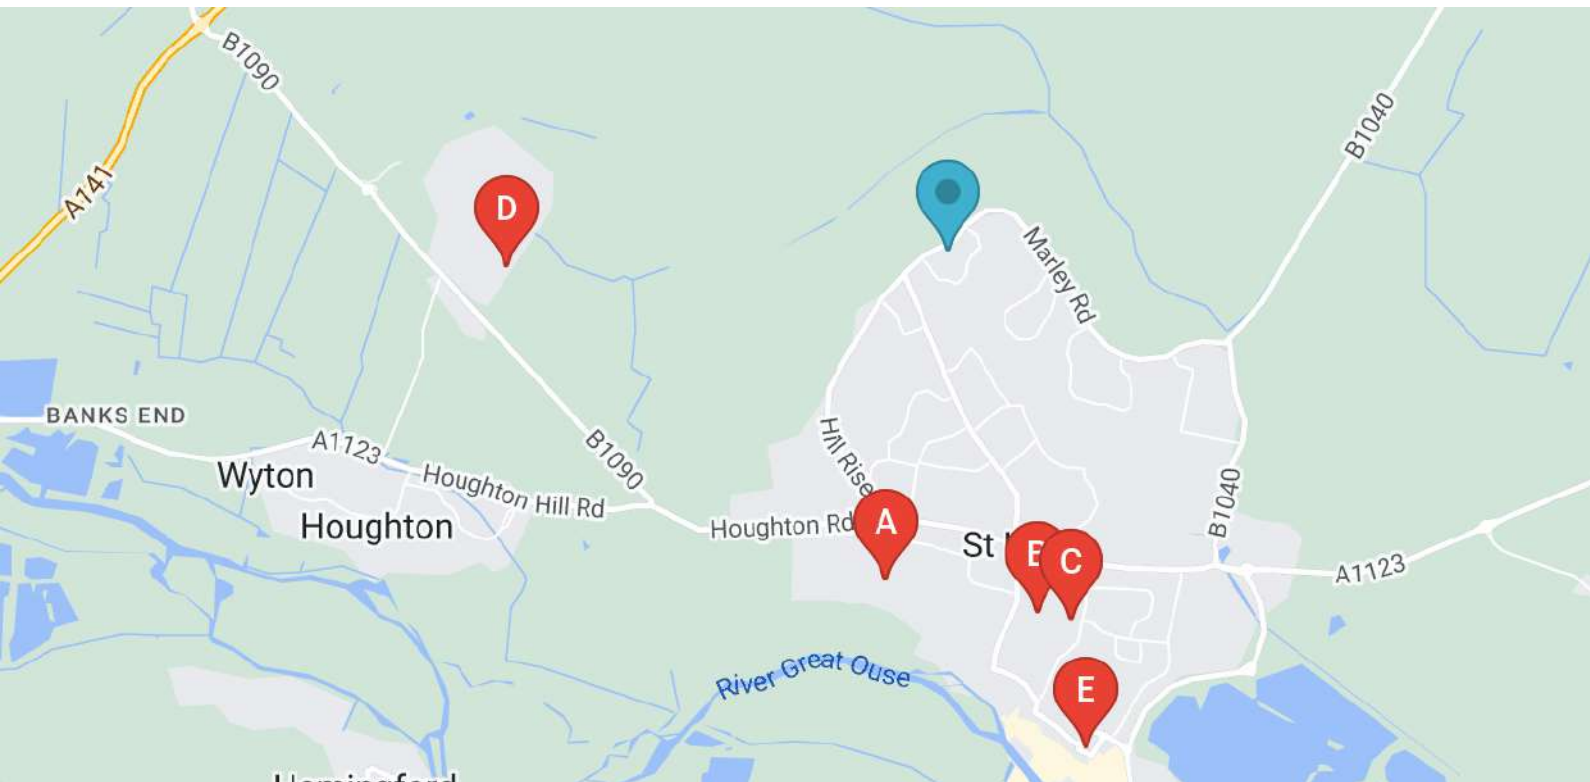 B1090
A141
B1040
D
Marley Rd
BANKS END
A1123
Houghton Hill Rd
B1090
Wyton
Houghton
Hill Rise
Houghton Rd
A
St
B
C
B1040
A1123
River Great Ouse
E